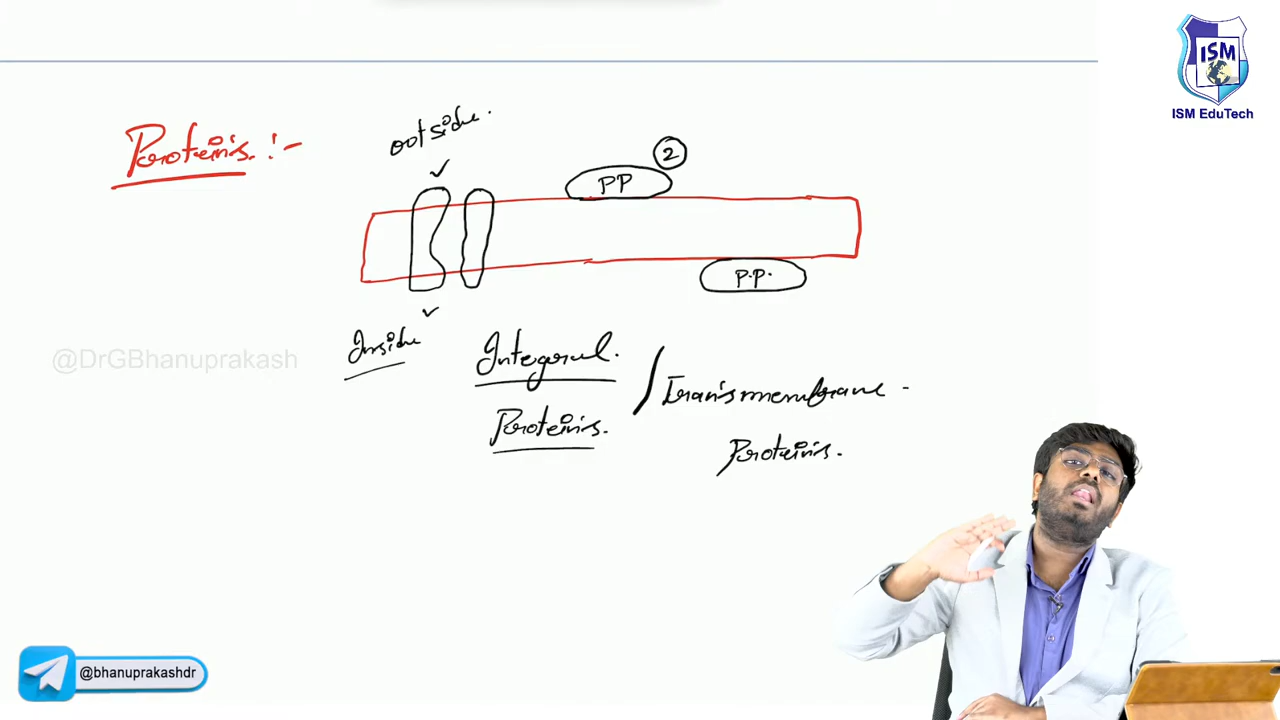 ISM
ISM EduTech
Proteins :-
outside.
2
PP
P.P.
Inside
Integral.
Proteins.
/ Transmembrane -
Proteins.
@DrGBhanuprakash
@bhanuprakashdr